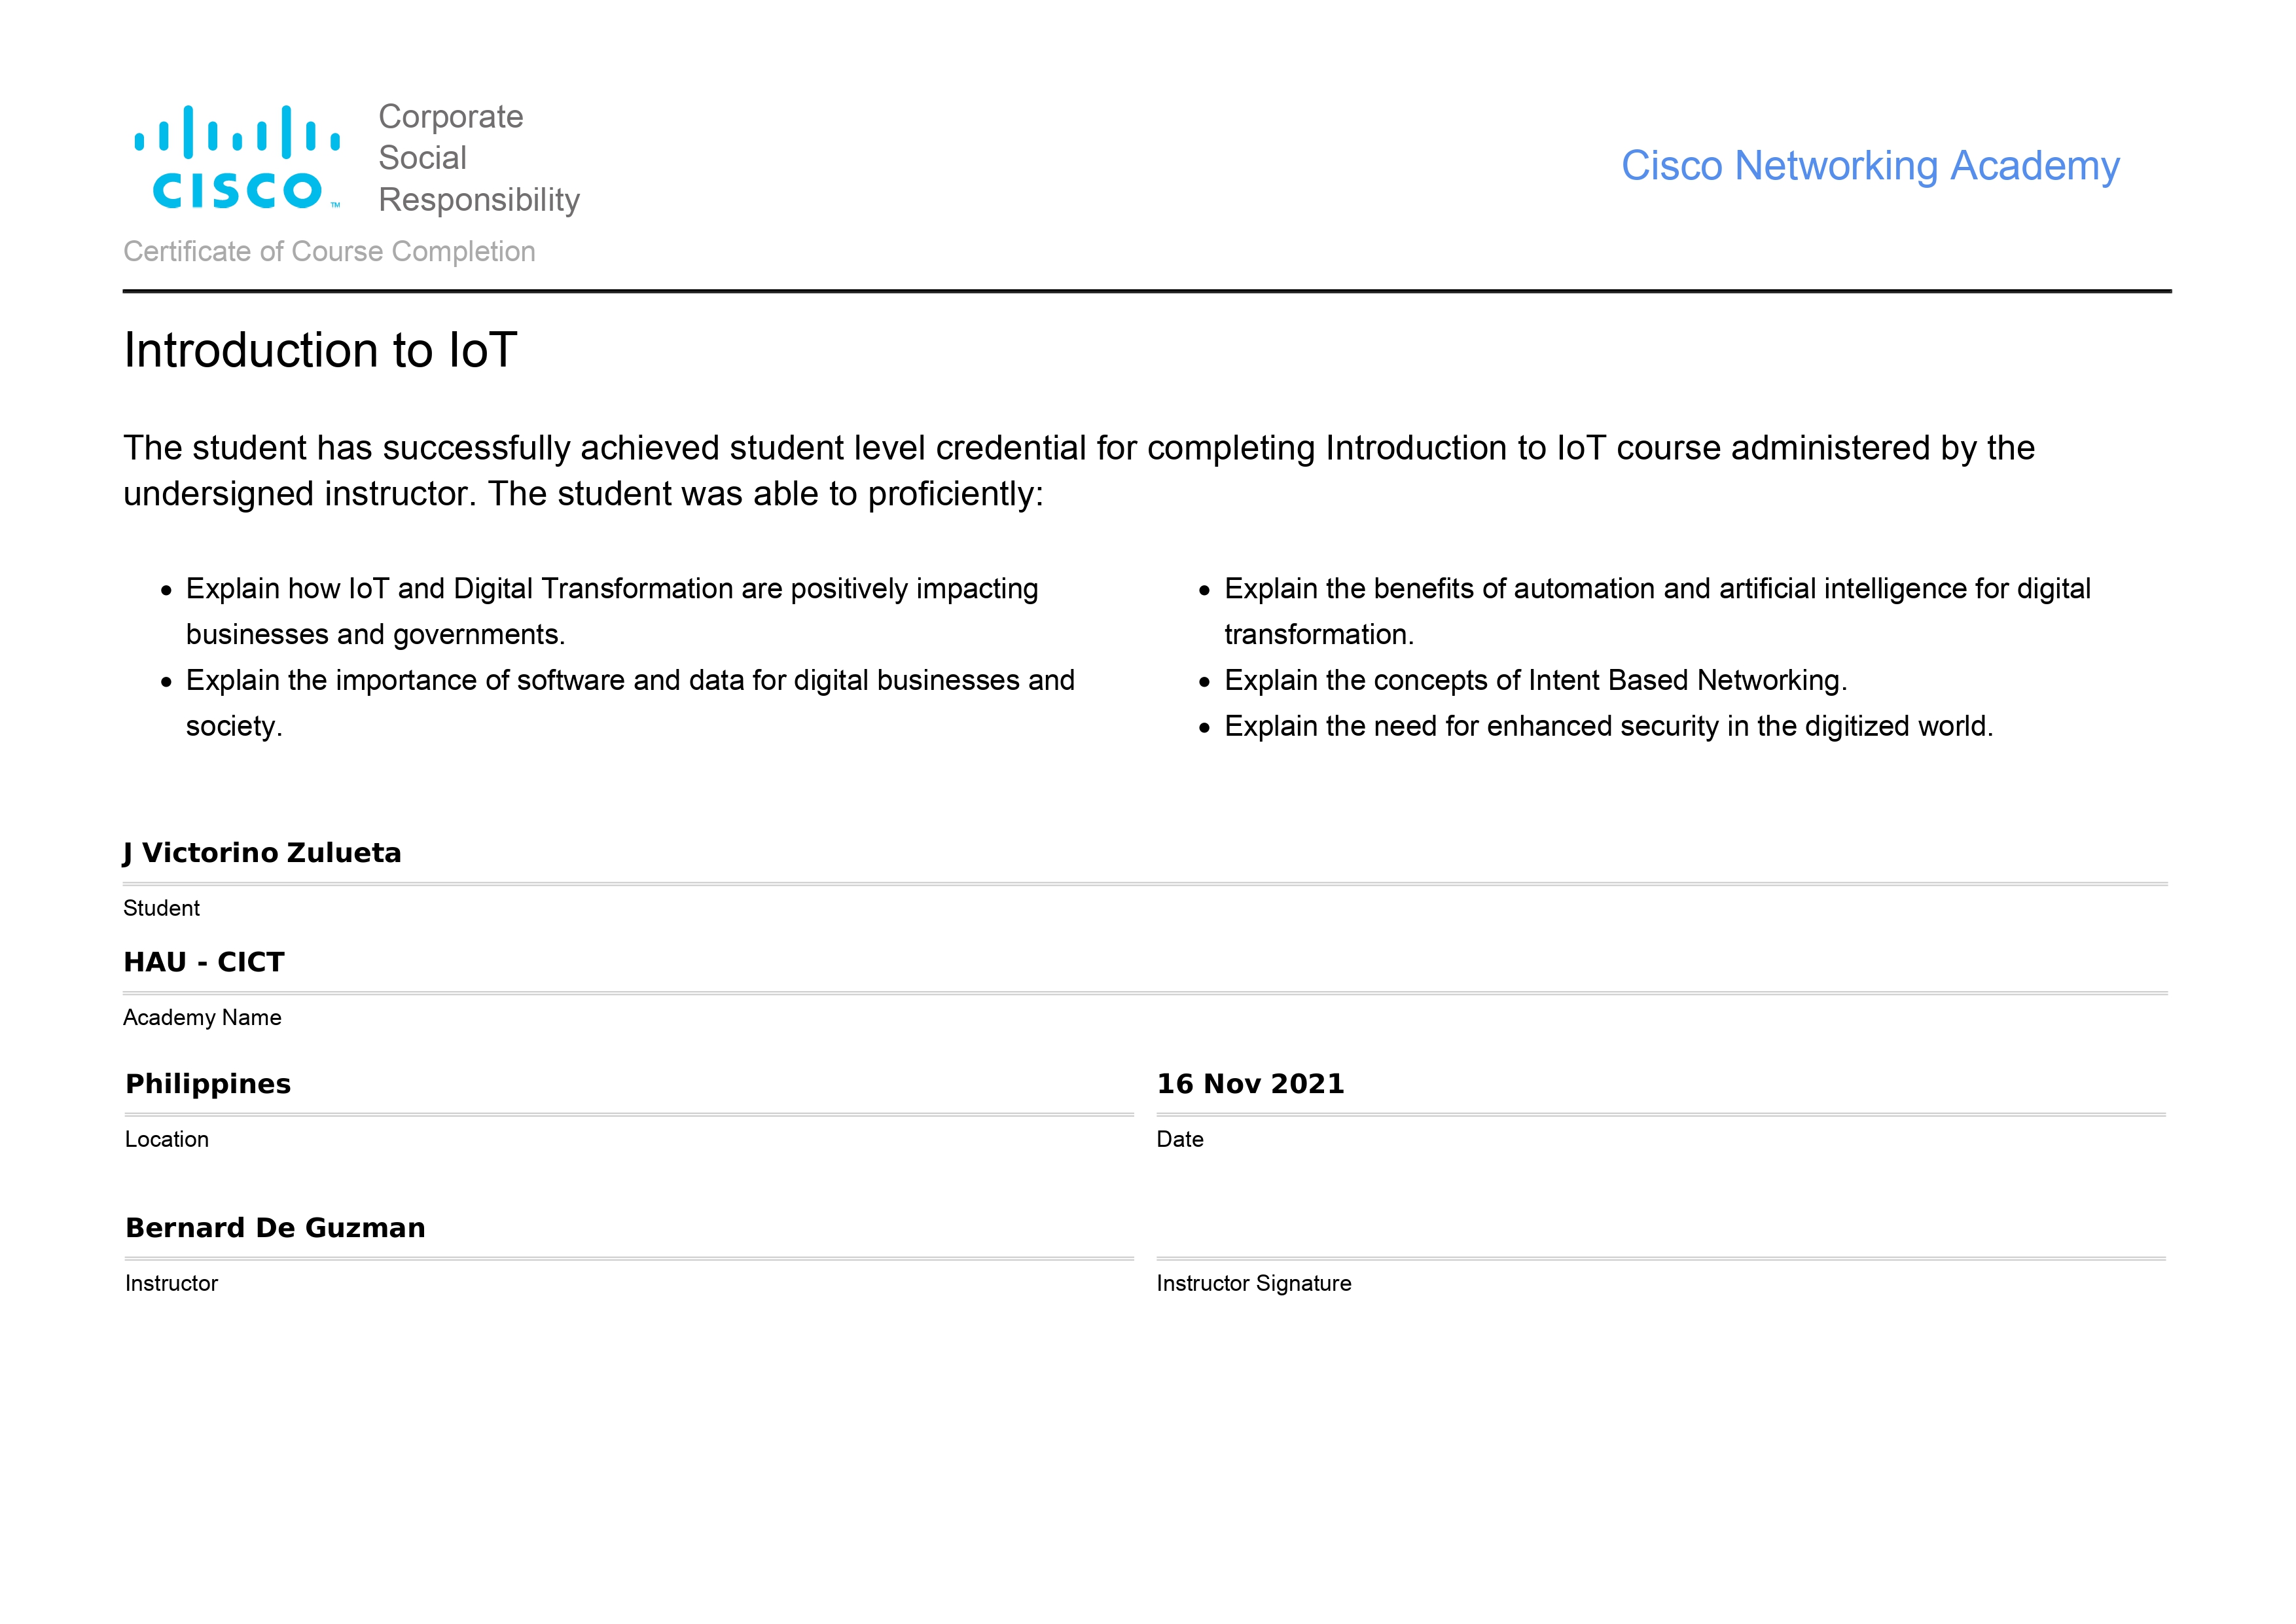 CISCO™
Corporate
Social
Responsibility
Cisco Networking Academy
Certificate of Course Completion
Introduction to IoT
The student has successfully achieved student level credential for completing Introduction to IoT course administered by the
undersigned instructor. The student was able to proficiently:
• Explain how IoT and Digital Transformation are positively impacting
businesses and governments.
• Explain the importance of software and data for digital businesses and
society.
• Explain the benefits of automation and artificial intelligence for digital
transformation.
• Explain the concepts of Intent Based Networking.
• Explain the need for enhanced security in the digitized world.
J Victorino Zulueta
Student
HAU - CICT
Academy Name
Philippines
Location
16 Nov 2021
Date
Bernard De Guzman
Instructor
Instructor Signature